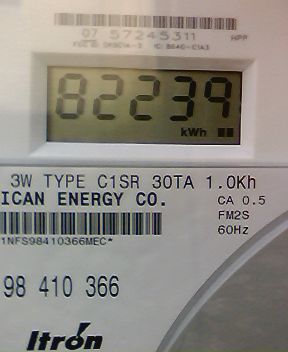 07 57245311 HPP
82239
kWh
3W TYPE C1SR 30TA 1.0Kh
ICAN ENERGY CO. CA 0.5
FM2S
1NFS98410366MEC* 60Hz
98 410 366
Itron